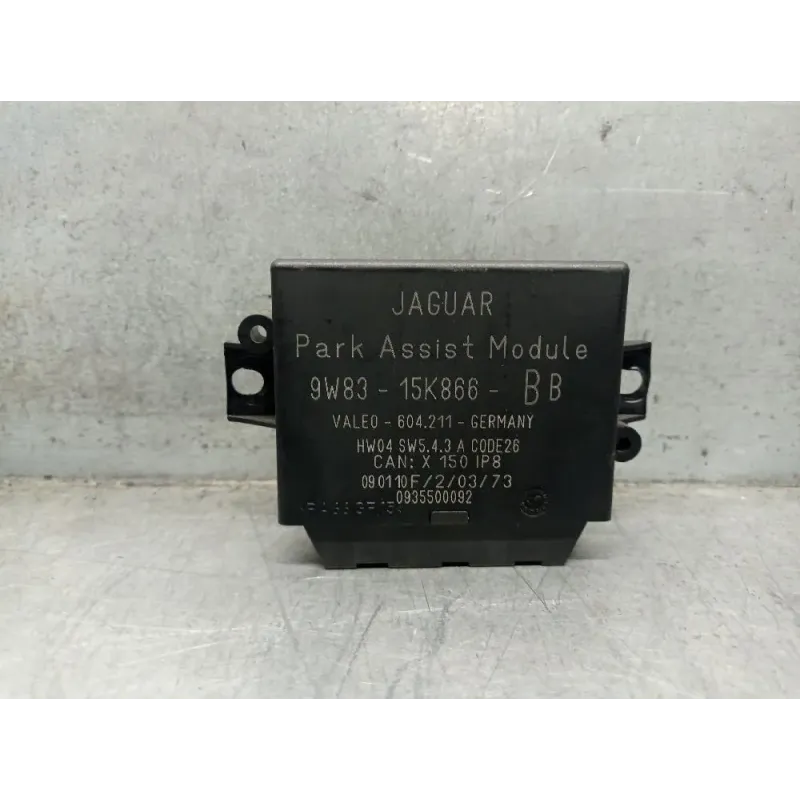 JAGUAR
Park Assist Module
9W83 - 15K866 - BB
VALEO - 604.211 - GERMANY
HW04 SW5.4.3 A CODE26
CAN: X 150 IP8
090110F/2/03/73
0935500092